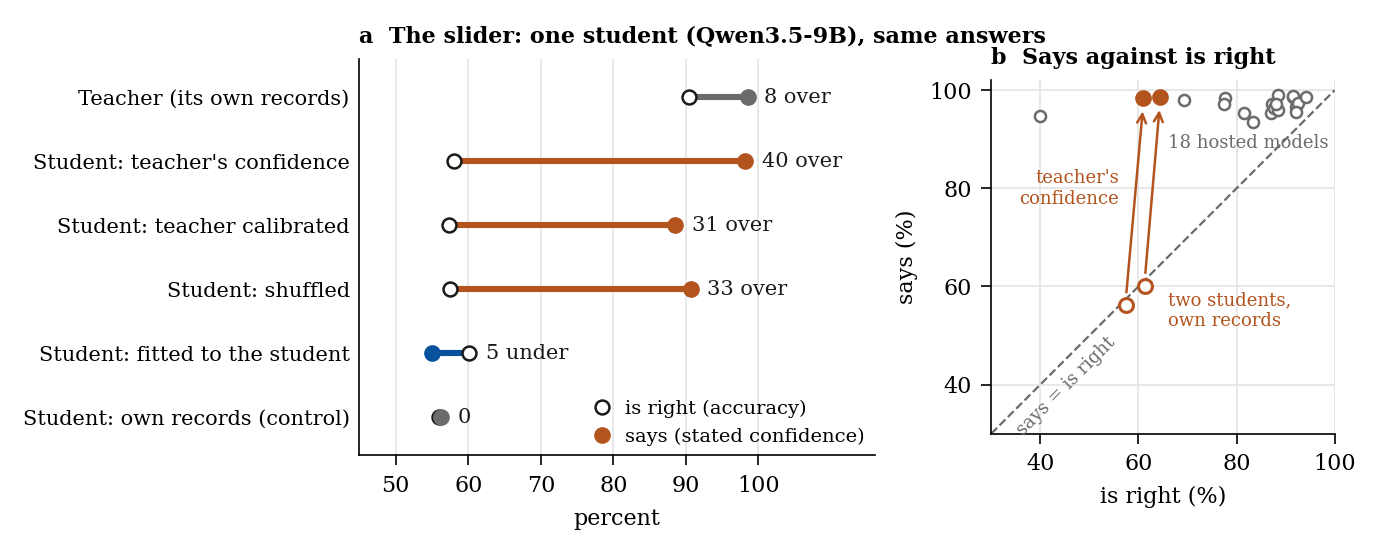 a  The slider: one student (Qwen3.5-9B), same answers
Teacher (its own records)
8 over
Student: teacher's confidence
40 over
Student: teacher calibrated
31 over
Student: shuffled
33 over
Student: fitted to the student
5 under
Student: own records (control)
0
is right (accuracy)
says (stated confidence)
50 60 70 80 90 100
percent
b  Says against is right
says (%)
100
80
60
40
18 hosted models
teacher's
confidence
two students,
own records
says = is right
40 60 80 100
is right (%)